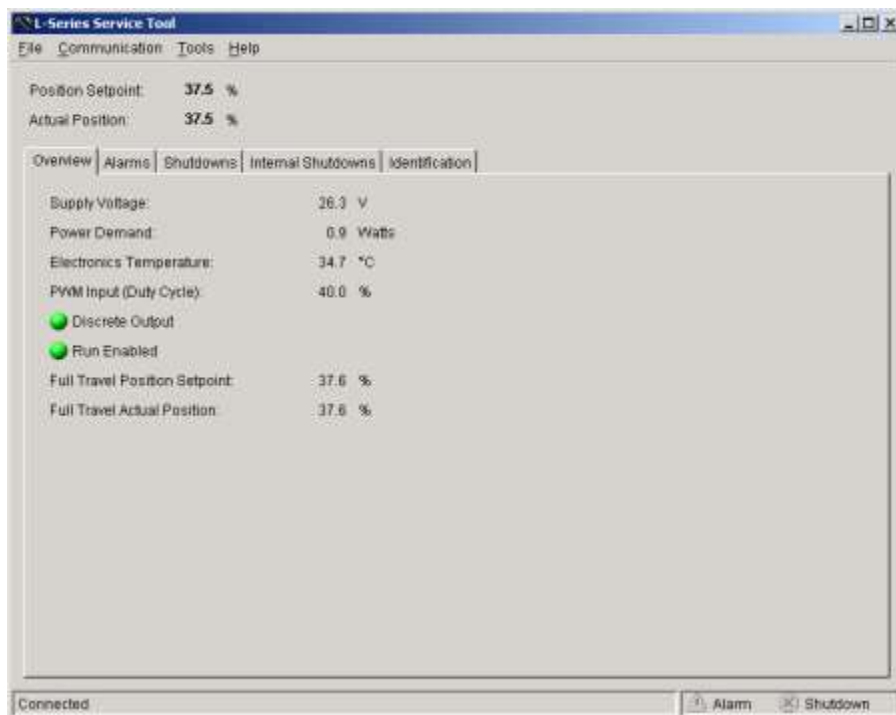 L-Series Service Tool
File Communication Tools Help
Position Setpoint: 37.5 %
Actual Position: 37.5 %
Overview Alarms Shutdowns Internal Shutdowns Identification
Supply Voltage: 26.3 V
Power Demand: 0.9 Watts
Electronics Temperature: 34.7 °C
PWM Input (Duty Cycle): 40.0 %
Discrete Output
Run Enabled
Full Travel Position Setpoint: 37.6 %
Full Travel Actual Position: 37.6 %
Connected Alarm Shutdown